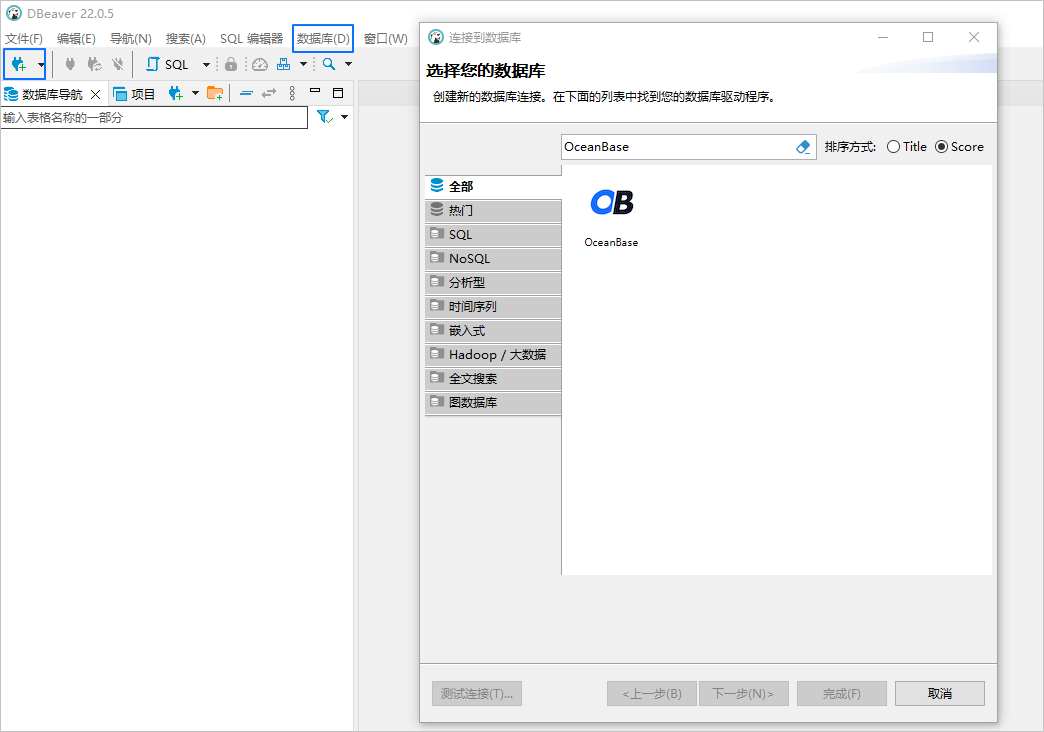 DBeaver 22.0.5
文件(F) 编辑(E) 导航(N) 搜索(A) SQL 编辑器 数据库(D) 窗口(W)
SQL
数据库导航 项目
输入表格名称的一部分
连接到数据库
选择您的数据库
创建新的数据库连接。在下面的列表中找到您的数据库驱动程序。
OceanBase 排序方式: Title Score
全部
热门
SQL
NoSQL
分析型
时间序列
嵌入式
Hadoop / 大数据
全文搜索
图数据库
OB
OceanBase
测试连接(T)... <上一步(B) 下一步(N)> 完成(F) 取消